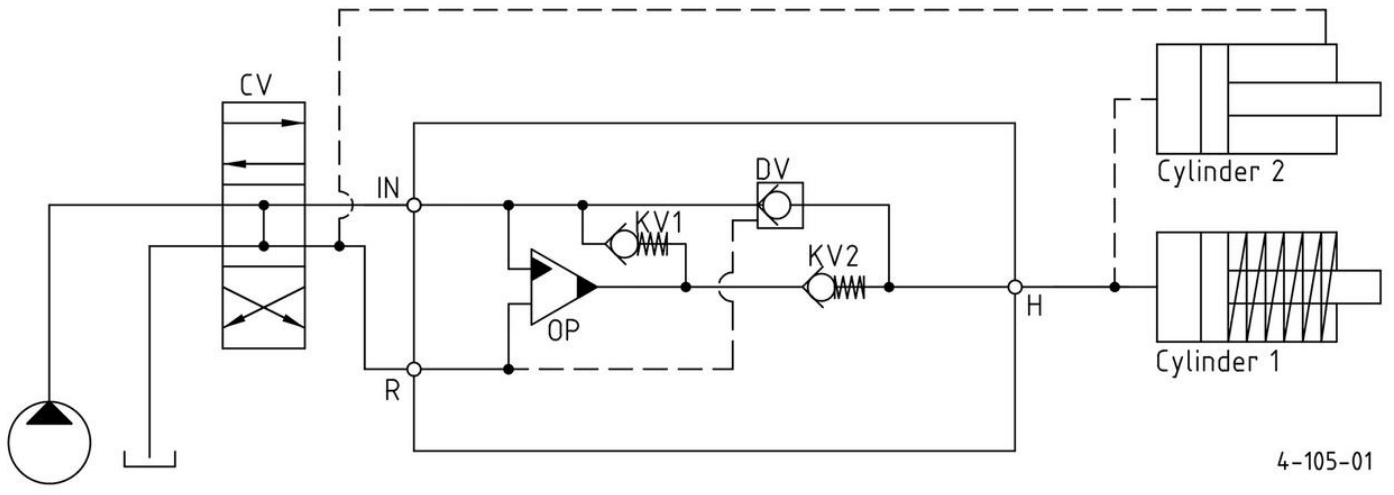 CV
Cylinder 2
IN
DV
KV1
KV2
OP
H
R
Cylinder 1
4-105-01